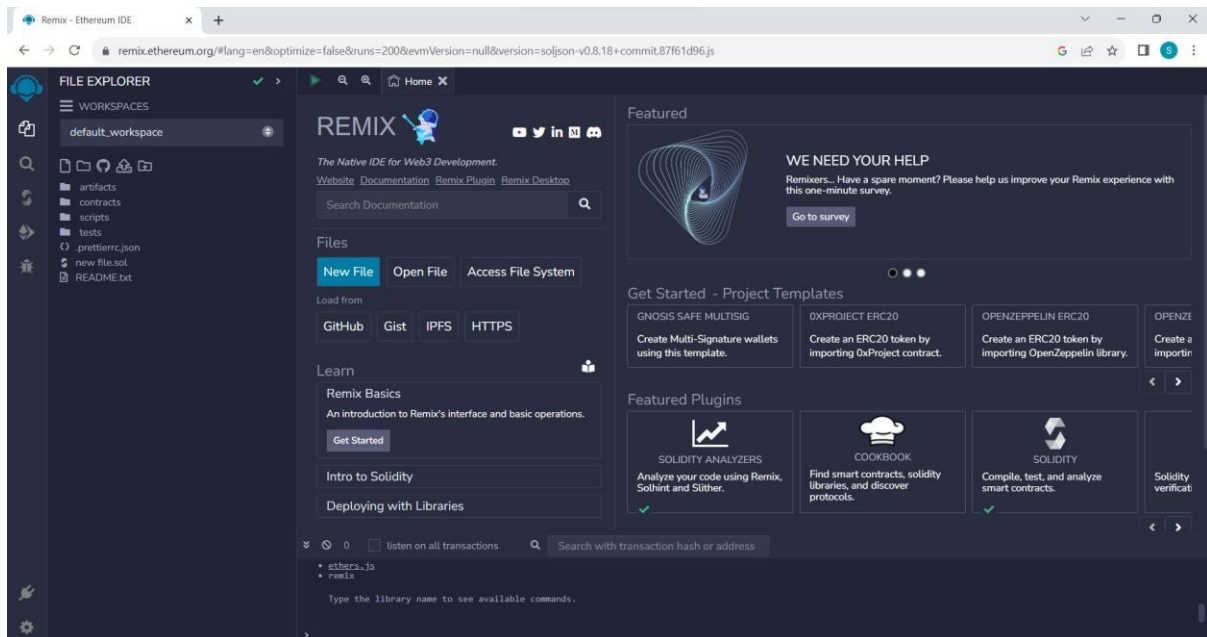 Remix - Ethereum IDE
remix.ethereum.org/#lang=en&optimize=false&runs=200&evmVersion=null&version=soljson-v0.8.18+commit.87f61d96.js
G
S
FILE EXPLORER
WORKSPACES
default_workspace
artifacts
contracts
scripts
tests
.prettierrc.json
new file.sol
README.txt
Home
REMIX
The Native IDE for Web3 Development.
Website Documentation Remix Plugin Remix Desktop
Search Documentation
Files
New File Open File Access File System
Load from
GitHub Gist IPFS HTTPS
Learn
Remix Basics
An introduction to Remix's interface and basic operations.
Get Started
Intro to Solidity
Deploying with Libraries
Featured
WE NEED YOUR HELP
Remixers... Have a spare moment? Please help us improve your Remix experience with
this one-minute survey.
Go to survey
Get Started - Project Templates
GNOSIS SAFE MULTISIG
Create Multi-Signature wallets
using this template.
0XPROJECT ERC20
Create an ERC20 token by
importing 0xProject contract.
OPENZEPPELIN ERC20
Create an ERC20 token by
importing OpenZeppelin library.
OPENZE
Create a
importin
Featured Plugins
SOLIDITY ANALYZERS
Analyze your code using Remix,
Solhint and Slither.
COOKBOOK
Find smart contracts, solidity
libraries, and discover
protocols.
SOLIDITY
Compile, test, and analyze
smart contracts.
Solidity
verificati
0 listen on all transactions Search with transaction hash or address
• ethers.js
• remix
Type the library name to see available commands.
>